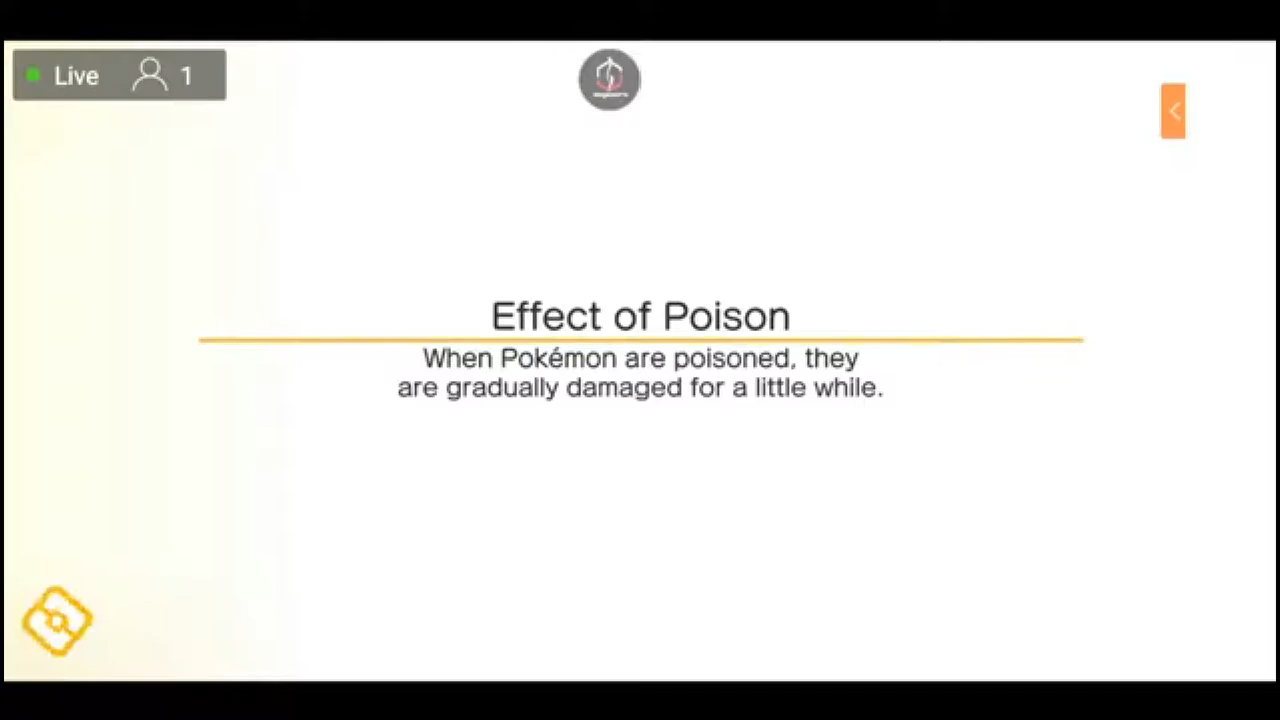 Live 1
Effect of Poison
When Pokémon are poisoned, they
are gradually damaged for a little while.